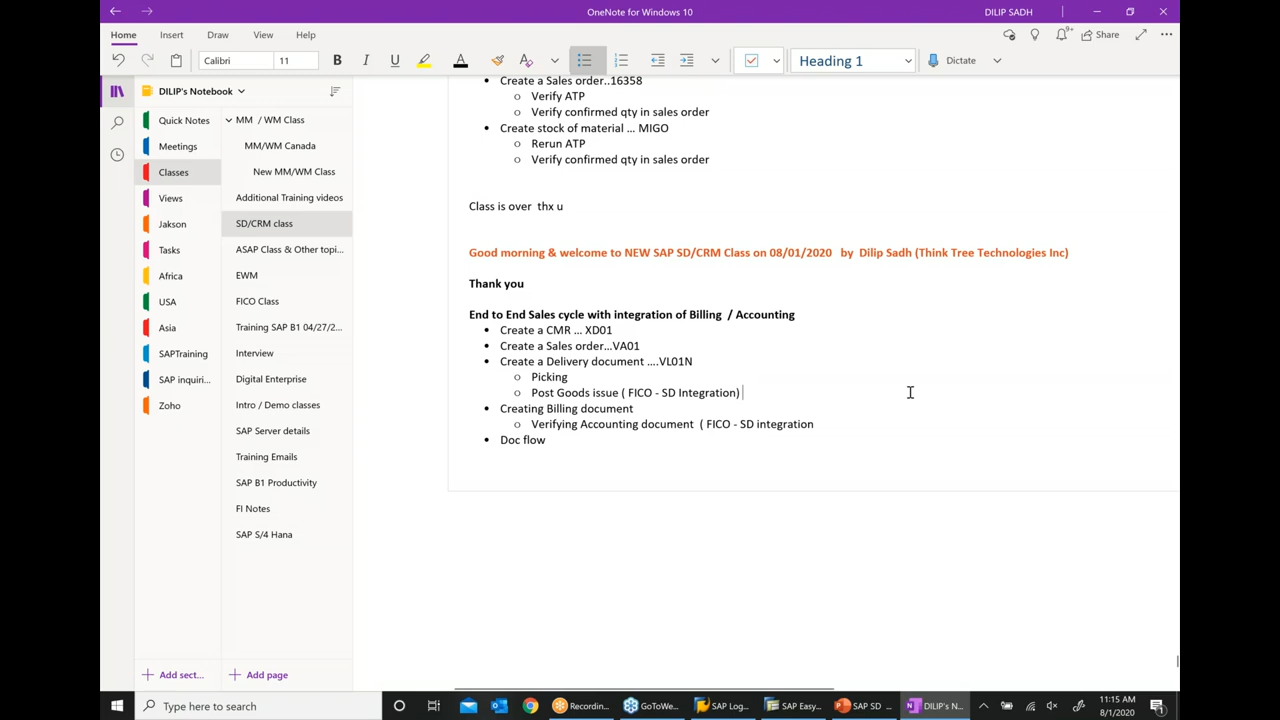 OneNote for Windows 10
DILIP SADH
Home
Insert
Draw
View
Help
Share
Calibri
11
B
I
U
A
Heading 1
Dictate
DILIP's Notebook
Quick Notes
Meetings
Classes
Views
Jakson
Tasks
Africa
USA
Asia
SAPTraining
SAP inquiri...
Zoho
Add sect...
MM / WM Class
MM/WM Canada
New MM/WM Class
Additional Training videos
SD/CRM class
ASAP Class & Other topi...
EWM
FICO Class
Training SAP B1 04/27/2...
Interview
Digital Enterprise
Intro / Demo classes
SAP Server details
Training Emails
SAP B1 Productivity
FI Notes
SAP S/4 Hana
Add page
• Create a Sales order..16358
o Verify ATP
o Verify confirmed qty in sales order
• Create stock of material ... MIGO
o Rerun ATP
o Verify confirmed qty in sales order
Class is over thx u
Good morning & welcome to NEW SAP SD/CRM Class on 08/01/2020 by Dilip Sadh (Think Tree Technologies Inc)
Thank you
End to End Sales cycle with integration of Billing / Accounting
• Create a CMR ... XD01
• Create a Sales order...VA01
• Create a Delivery document ....VL01N
o Picking
o Post Goods issue ( FICO - SD Integration)
• Creating Billing document
o Verifying Accounting document ( FICO - SD integration
• Doc flow
Type here to search
Recordin...
GoToWe...
SAP Log...
SAP Easy...
SAP SD ...
DILIP's N...
11:15 AM
8/1/2020